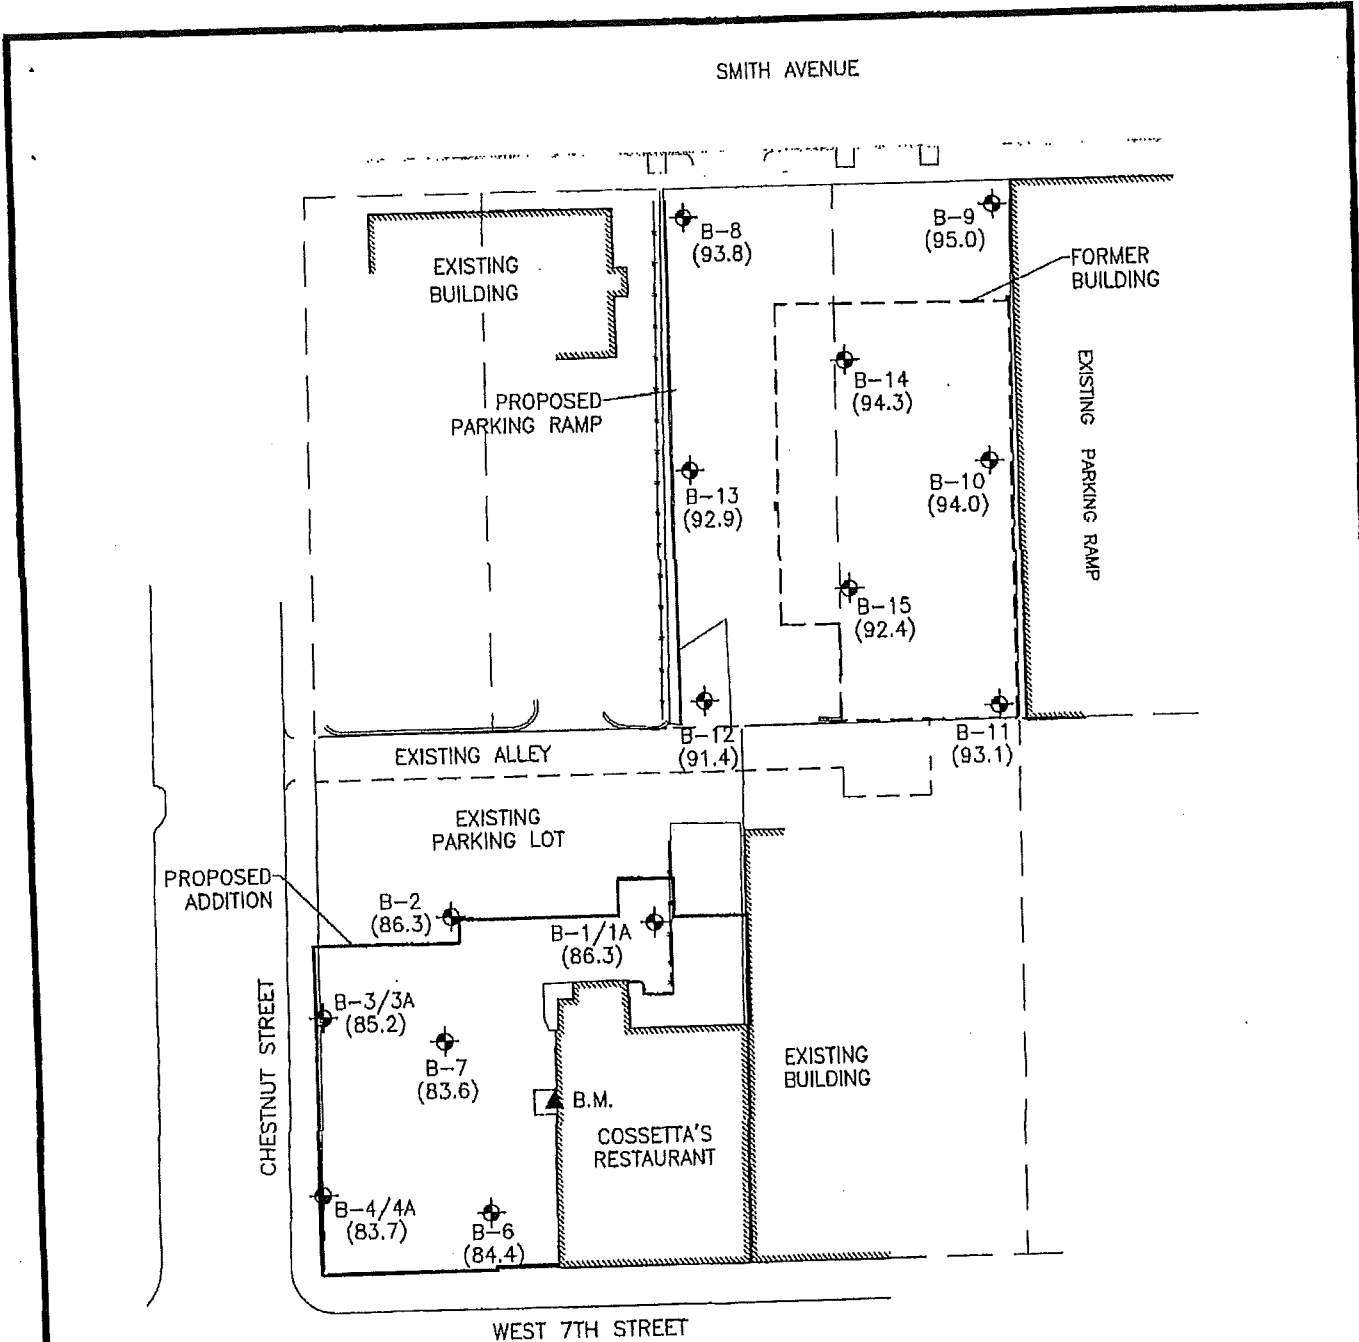 SMITH AVENUE
B-8
(93.8)
B-9
(95.0)
EXISTING
BUILDING
FORMER
BUILDING
B-14
(94.3)
EXISTING PARKING RAMP
PROPOSED
PARKING RAMP
B-13
(92.9)
B-10
(94.0)
B-15
(92.4)
B-12
(91.4)
B-11
(93.1)
EXISTING ALLEY
EXISTING
PARKING LOT
PROPOSED
ADDITION
B-2
(86.3)
B-1/1A
(86.3)
B-3/3A
(85.2)
CHESTNUT STREET
B-7
(83.6)
EXISTING
BUILDING
B.M.
COSSETTA'S
RESTAURANT
B-4/4A
(83.7)
B-6
(84.4)
WEST 7TH STREET